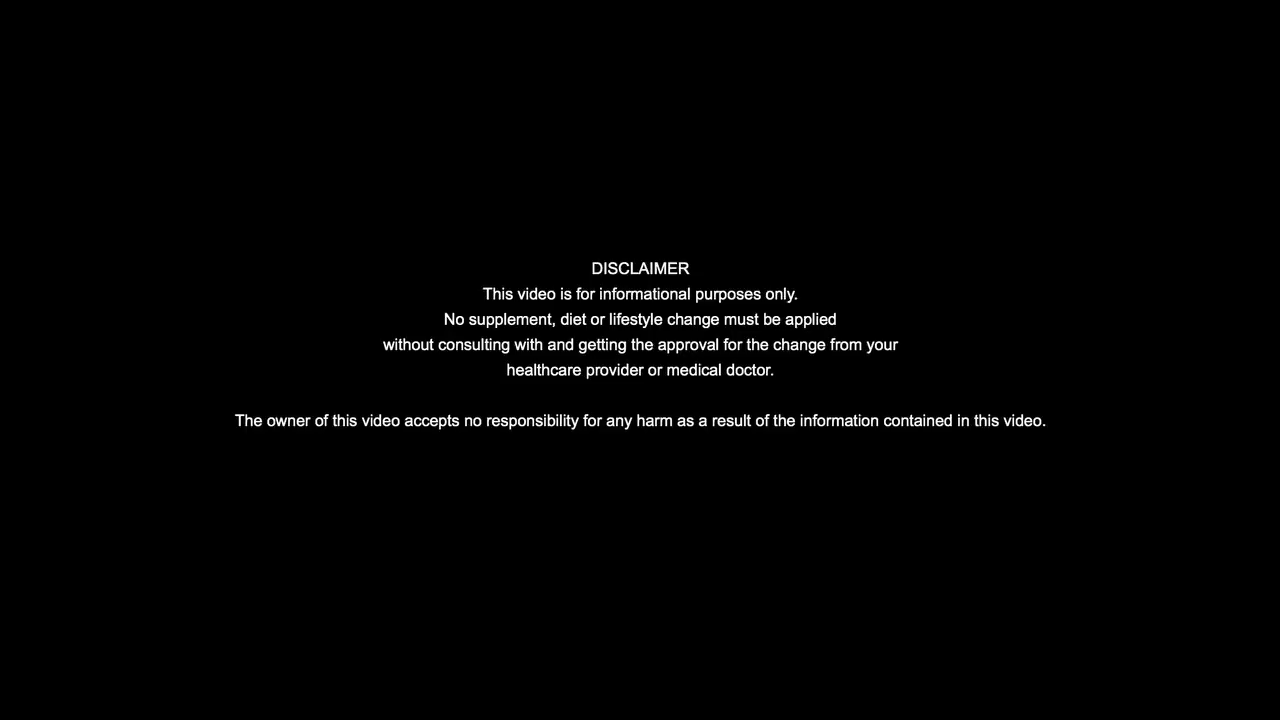 DISCLAIMER
This video is for informational purposes only.
No supplement, diet or lifestyle change must be applied
without consulting with and getting the approval for the change from your
healthcare provider or medical doctor.
The owner of this video accepts no responsibility for any harm as a result of the information contained in this video.